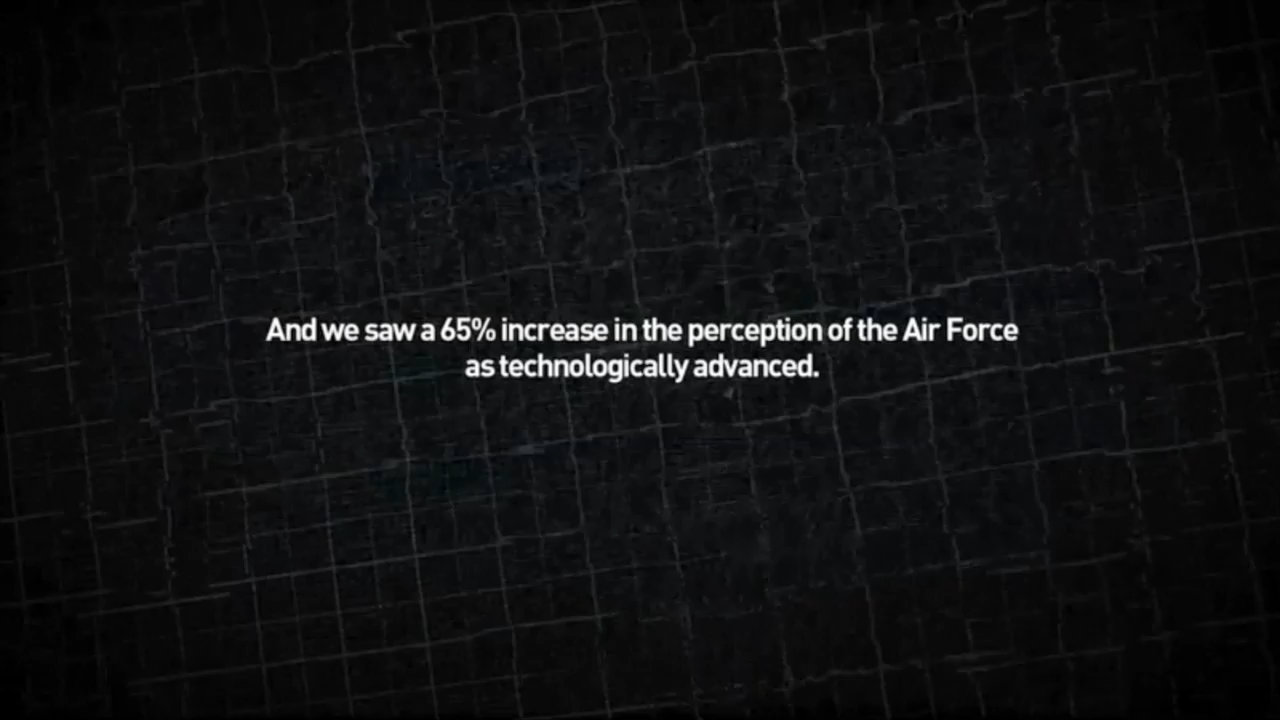 And we saw a 65% increase in the perception of the Air Force
as technologically advanced.